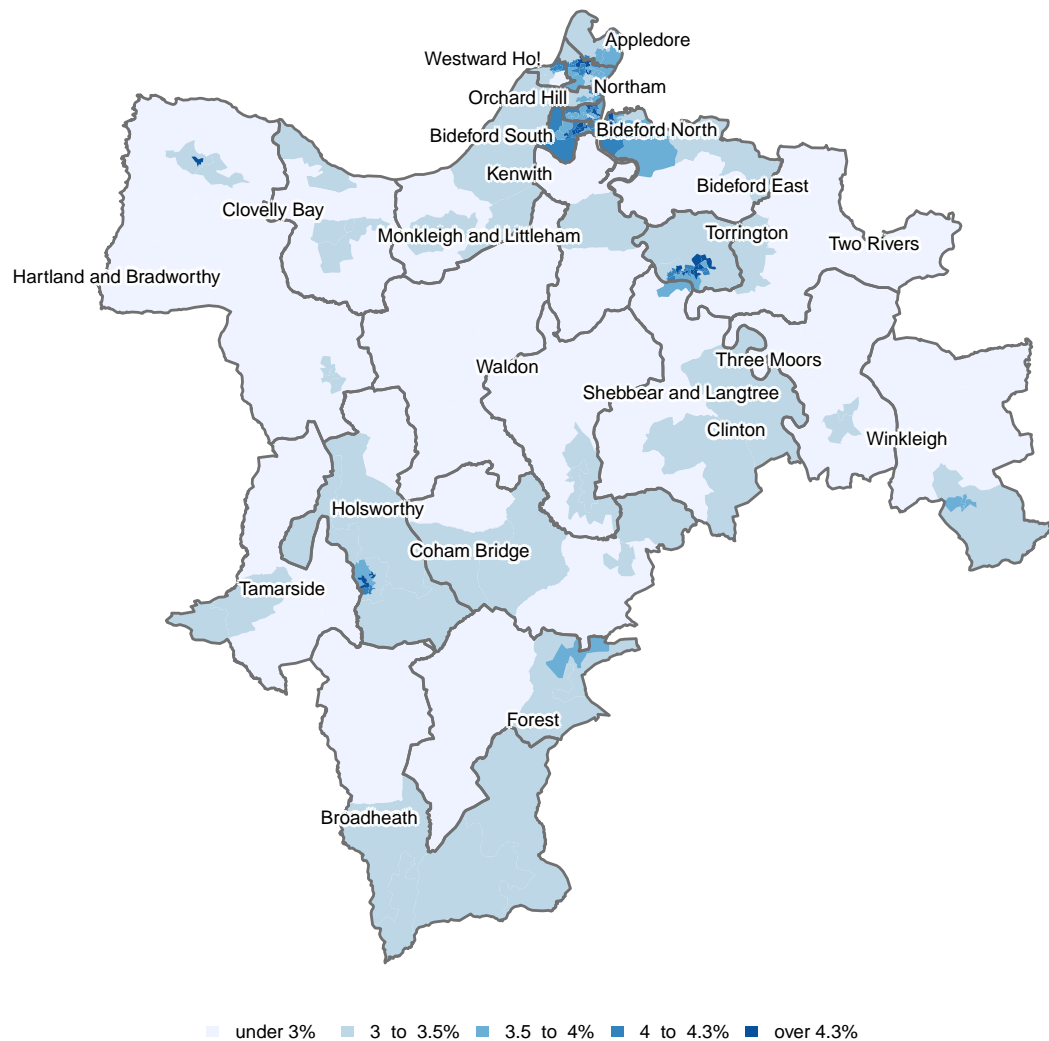 Appledore
Westward Ho!
Northam
Orchard Hill
Bideford South
Bideford North
Kenwith
Bideford East
Clovelly Bay
Monkleigh and Littleham
Torrington
Two Rivers
Hartland and Bradworthy
Waldon
Three Moors
Shebbear and Langtree
Clinton
Winkleigh
Holsworthy
Coham Bridge
Tamarside
Forest
Broadheath
under 3% 3 to 3.5% 3.5 to 4% 4 to 4.3% over 4.3%